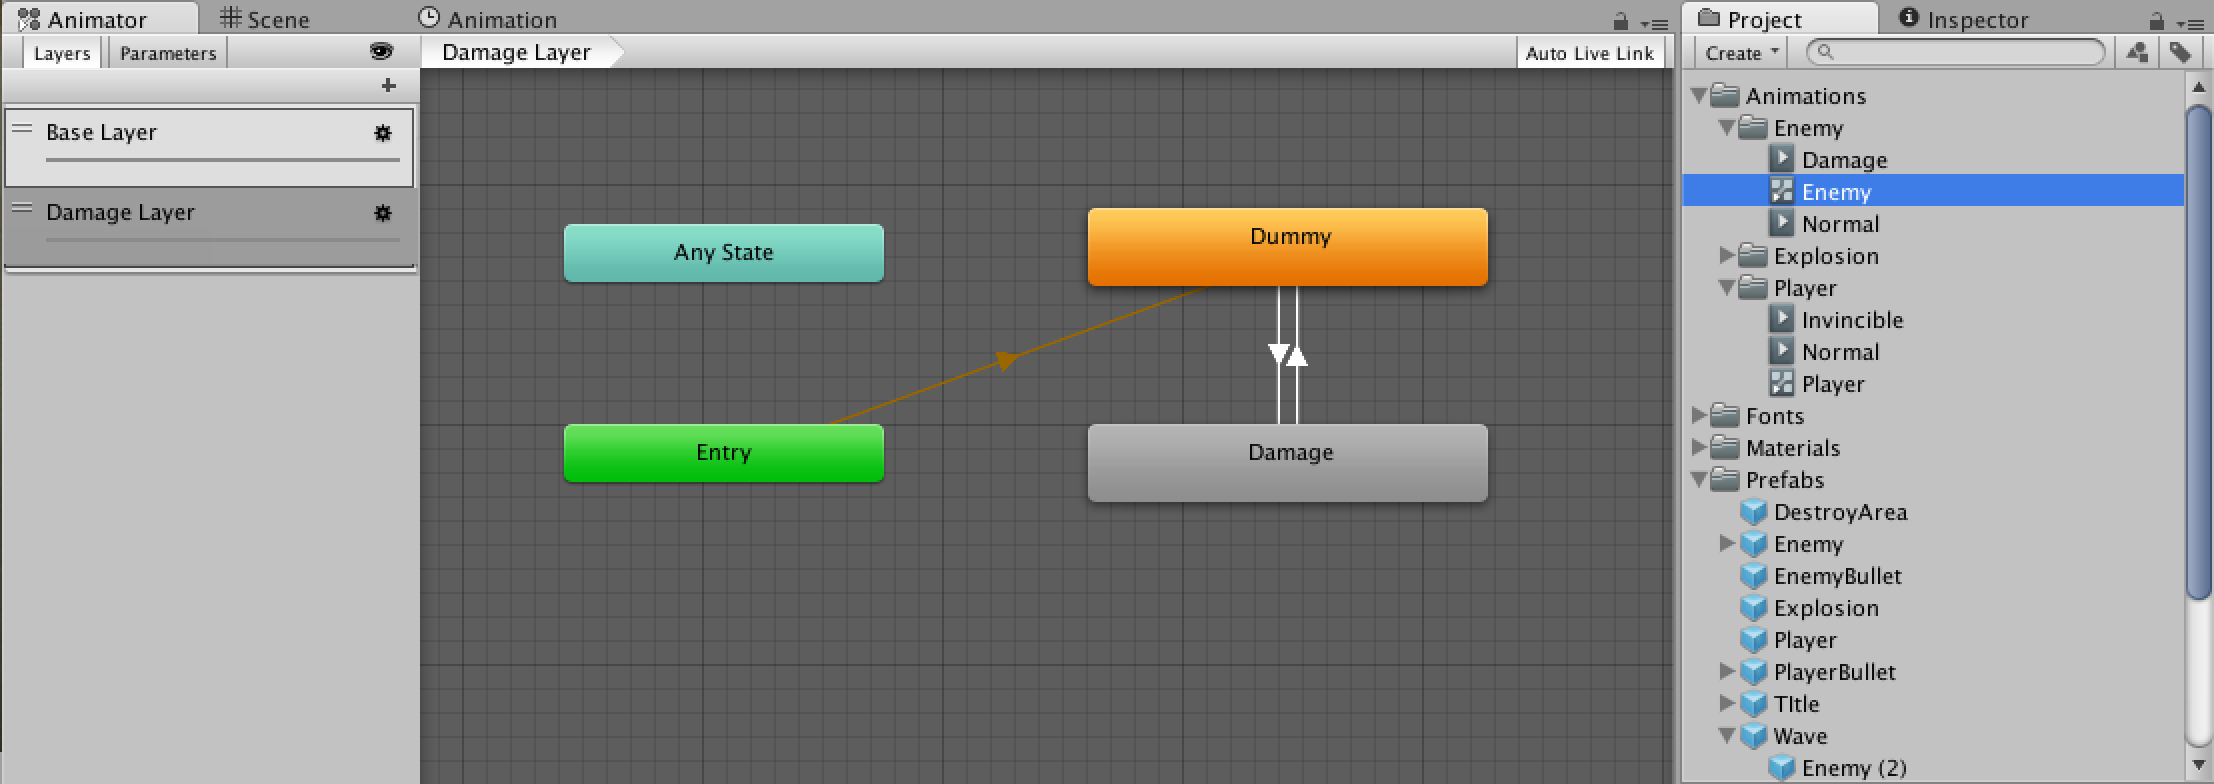 Animator
Scene
Animation
Layers
Parameters
Damage Layer
Auto Live Link
Base Layer
Damage Layer
Any State
Dummy
Entry
Damage
Project
Inspector
Create
Animations
Enemy
Damage
Enemy
Normal
Explosion
Player
Invincible
Normal
Player
Fonts
Materials
Prefabs
DestroyArea
Enemy
EnemyBullet
Explosion
Player
PlayerBullet
TItle
Wave
Enemy (2)